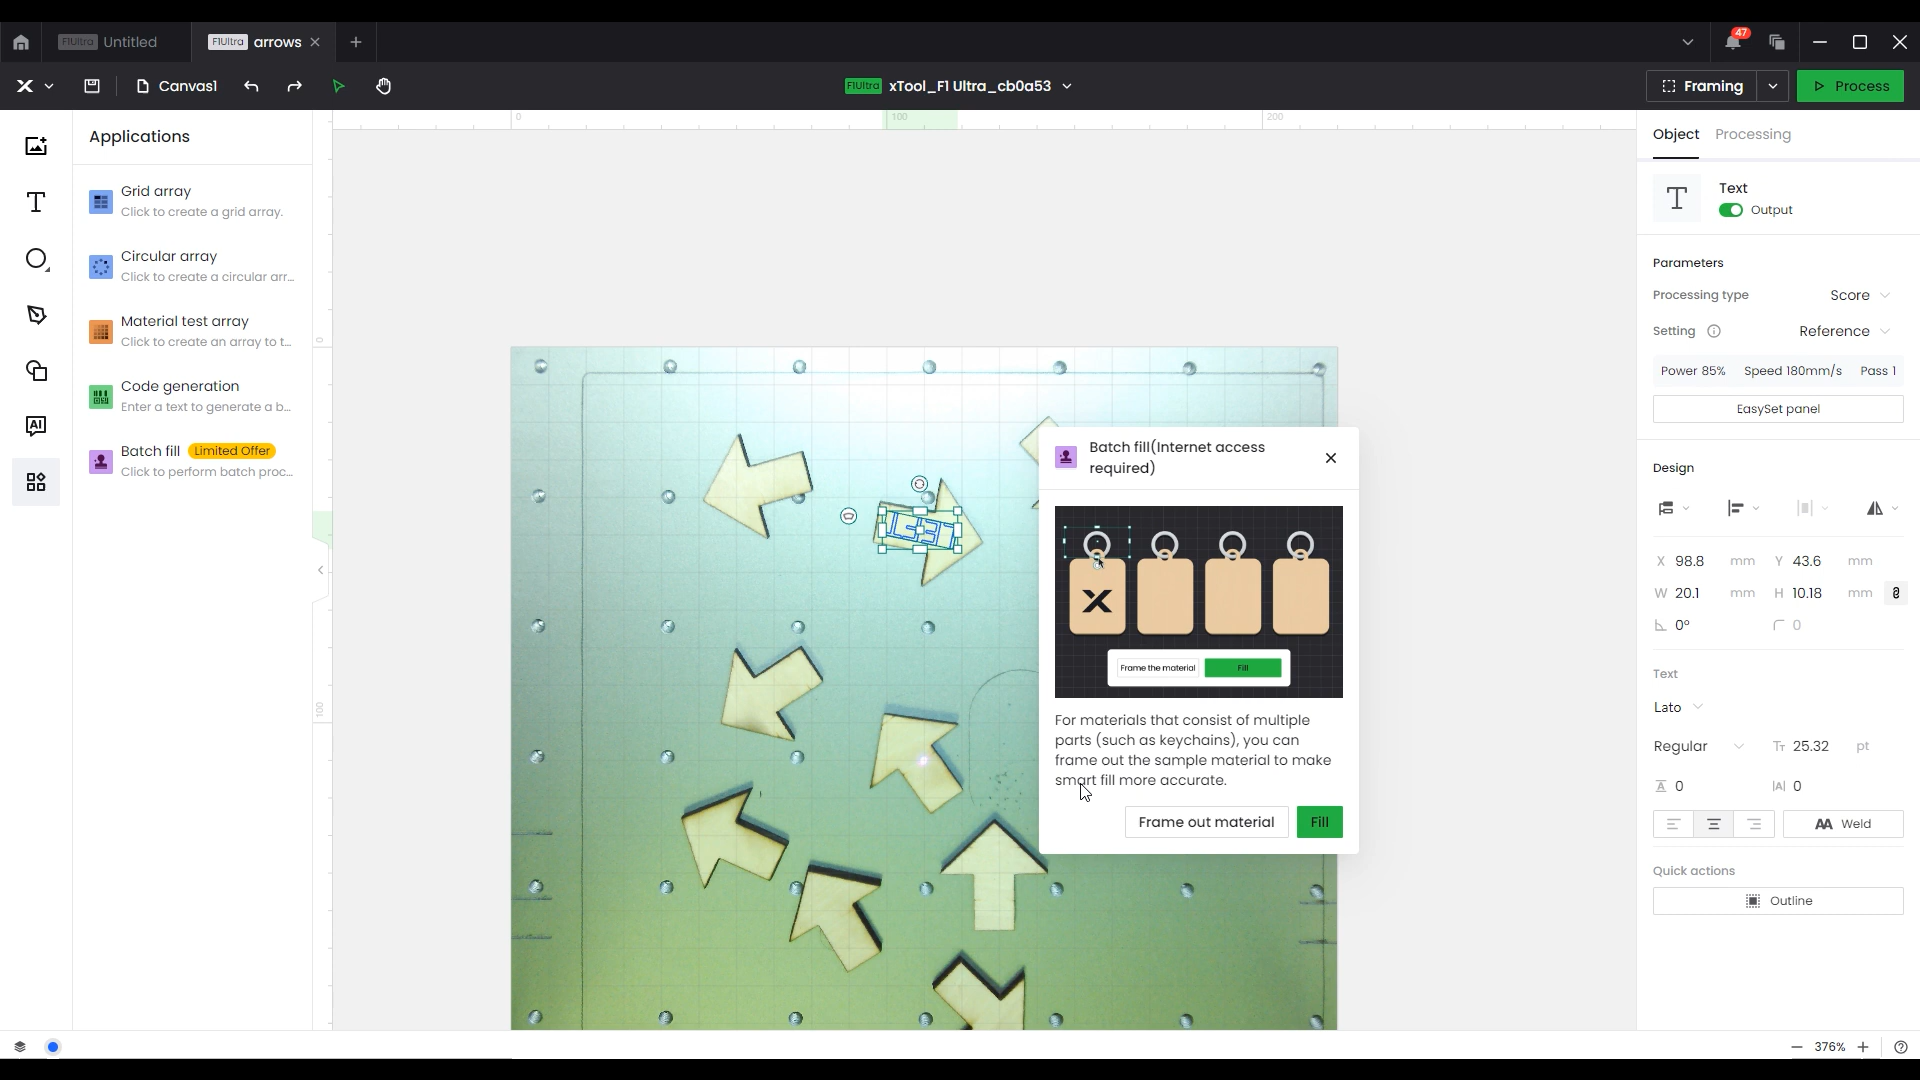 F1Ultra Untitled
F1Ultra arrows
47
Canvas1
F1Ultra xTool_F1 Ultra_cb0a53
Framing
Process
Applications
Grid array
Click to create a grid array.
Circular array
Click to create a circular arr...
Material test array
Click to create an array to t...
Code generation
Enter a text to generate a b...
Batch fill Limited Offer
Click to perform batch proc...
0
100
200
0
100
Batch fill(Internet access
required)
Frame the material Fill
For materials that consist of multiple
parts (such as keychains), you can
frame out the sample material to make
smart fill more accurate.
Frame out material Fill
Object Processing
Text
Output
Parameters
Processing type Score
Setting Reference
Power 85% Speed 180mm/s Pass 1
EasySet panel
Design
X 98.8 mm Y 43.6 mm
W 20.1 mm H 10.18 mm
0° 0
Text
Lato
Regular 25.32 pt
0 0
AA Weld
Quick actions
Outline
376%